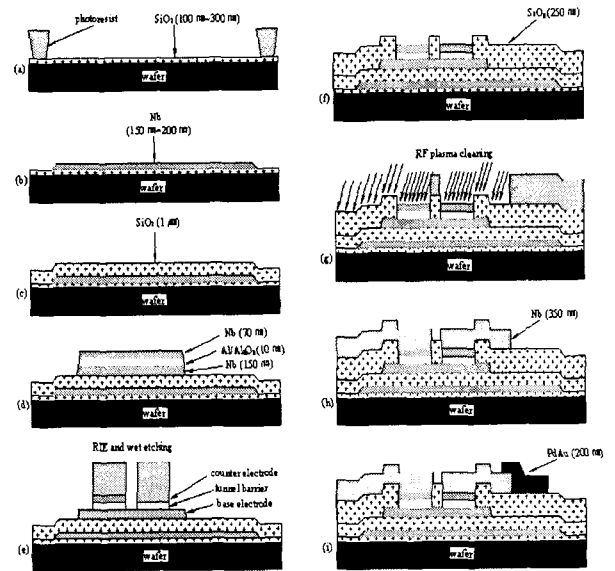 photoresist
SiO₂ (100 nm~300 nm)
wafer
(a)
Nb
(150 nm~200 nm)
(b)
wafer
SiO₂ (1 μm)
(c)
wafer
Nb (70 nm)
Al/Al₂O₃ (10 nm)
Nb (150 nm)
(d)
wafer
RIE and wet etching
counter electrode
tunnel barrier
base electrode
(e)
wafer
SiO₂ (250 nm)
(f)
wafer
RF plasma cleaning
(g)
wafer
Nb (350 nm)
(h)
wafer
PdAu (200 nm)
(i)
wafer